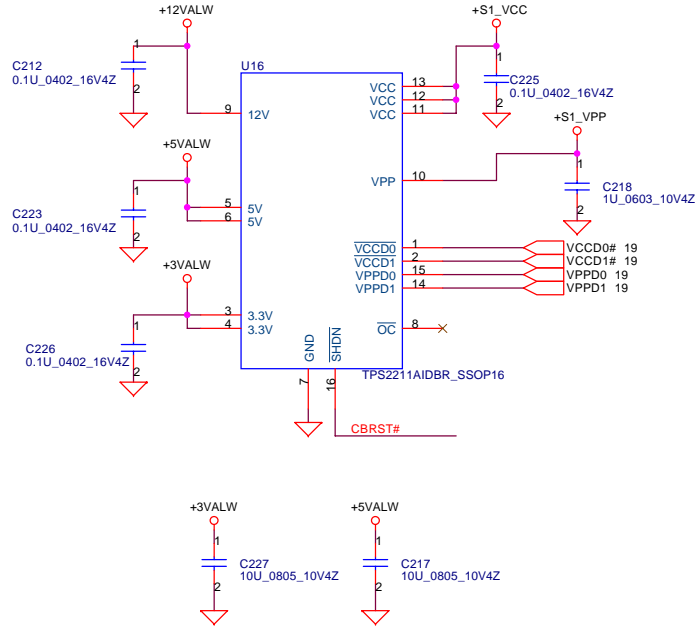 +12VALW
+S1_VCC
1
C212
0.1U_0402_16V4Z
2
U16
9
12V
VCC
13
VCC
12
VCC
11
1
C225
0.1U_0402_16V4Z
2
+S1_VPP
+5VALW
VPP
10
1
C218
1U_0603_10V4Z
2
1
C223
0.1U_0402_16V4Z
2
5
5V
6
5V
VCCD0
1
VCCD0# 19
VCCD1
2
VCCD1# 19
VPPD0
15
VPPD0 19
VPPD1
14
VPPD1 19
+3VALW
3
3.3V
4
3.3V
OC
8
1
C226
0.1U_0402_16V4Z
2
GND
SHDN
7
16
TPS2211AIDBR_SSOP16
CBRST#
+3VALW
+5VALW
1
C227
10U_0805_10V4Z
2
1
C217
10U_0805_10V4Z
2